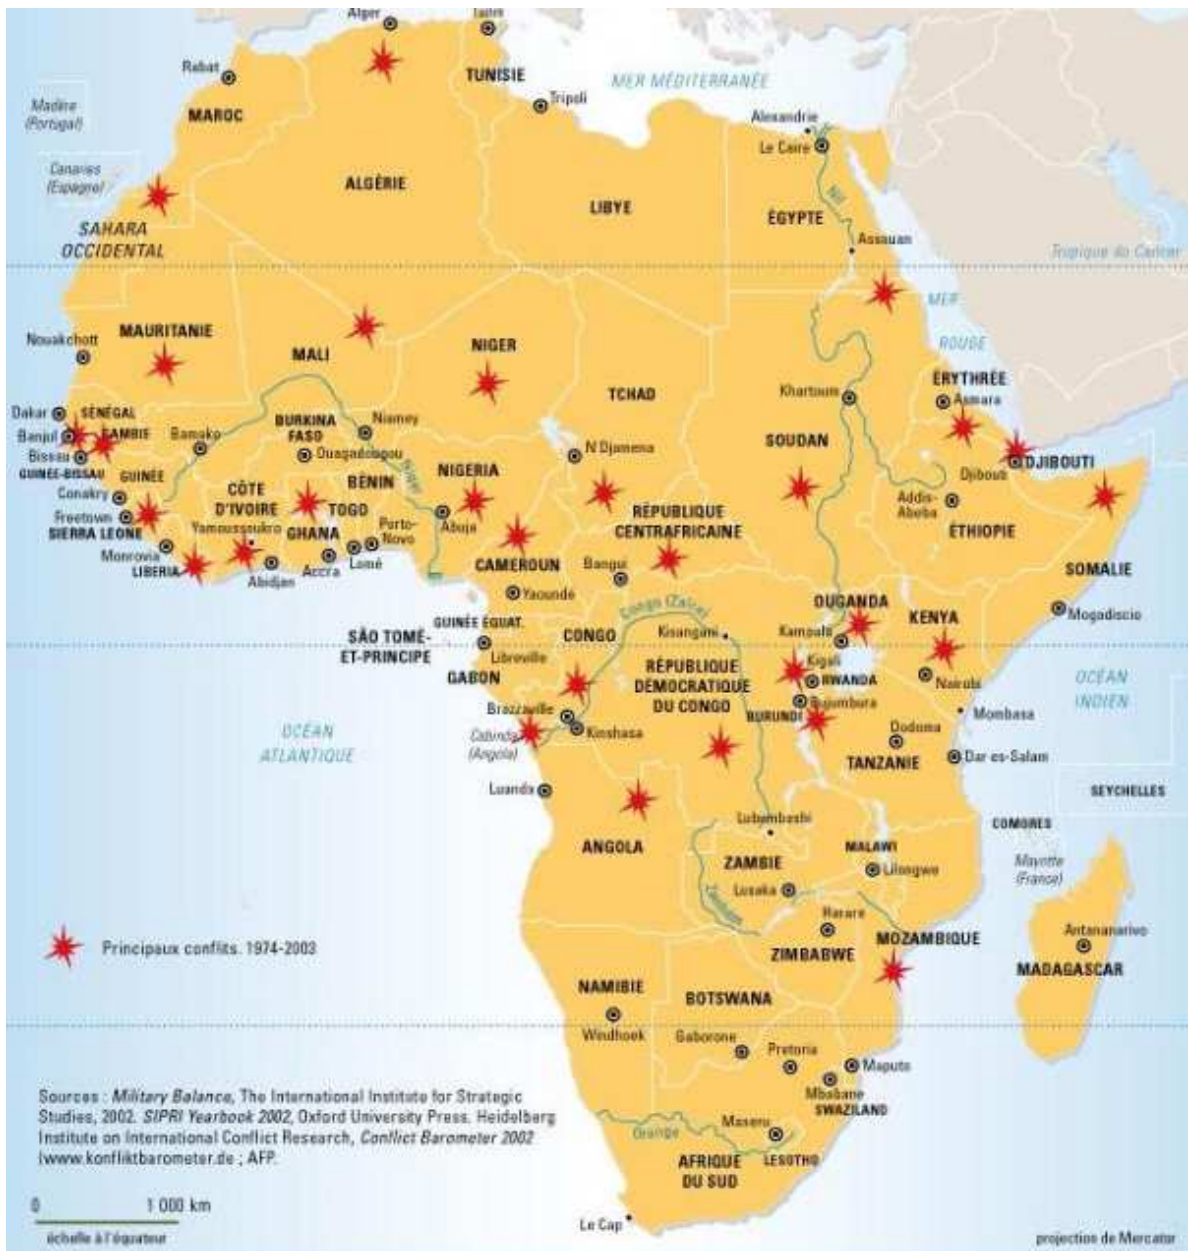 Alger
Tunis
Rabat
TUNISIE
MER MÉDITERRANÉE
Madère
(Portugal)
MAROC
Tripoli
Alexandrie
Le Caire
Canaries
(Espagne)
ALGÉRIE
LIBYE
Nil
ÉGYPTE
SAHARA
OCCIDENTAL
Assouan
Tropique du Cancer
MER
ROUGE
MAURITANIE
Nouakchott
MALI
NIGER
TCHAD
Khartoum
ÉRYTHRÉE
Asmara
Dakar
SÉNÉGAL
Banjul
GAMBIE
Bamako
BURKINA
FASO
Niamey
Ouagadougou
N'Djamena
SOUDAN
Bissau
GUINÉE-BISSAU
GUINÉE
BÉNIN
Niger
NIGERIA
Djibouti
DJIBOUTI
Conakry
CÔTE
D'IVOIRE
TOGO
Addis-
Abeba
Freetown
SIERRA LEONE
Yamoussoukro
GHANA
Porto-
Novo
Abuja
RÉPUBLIQUE
CENTRAFRICAINE
ÉTHIOPIE
Monrovia
LIBERIA
Abidjan
Accra
Lomé
CAMEROUN
Bangui
SOMALIE
Yaoundé
Congo (Zaïre)
OUGANDA
KENYA
Mogadiscio
GUINÉE ÉQUAT.
SÃO TOMÉ-
ET-PRINCIPE
CONGO
Kisangani
Kampala
Libreville
GABON
RÉPUBLIQUE
DÉMOCRATIQUE
DU CONGO
Kigali
RWANDA
Nairobi
OCÉAN
INDIEN
Brazzaville
BURUNDI
Bujumbura
Mombasa
OCÉAN
ATLANTIQUE
Cabinda
(Angola)
Kinshasa
Dodoma
TANZANIE
Dar es-Salam
Luanda
SEYCHELLES
Lubumbashi
COMORES
ANGOLA
ZAMBIE
MALAWI
Lilongwe
Mayotte
(France)
Lusaka
Zambèze
Harare
MOZAMBIQUE
Antananarivo
Principaux conflits. 1974-2003
ZIMBABWE
MADAGASCAR
NAMIBIE
BOTSWANA
Windhoek
Gaborone
Pretoria
Maputo
Mbabane
SWAZILAND
Sources : Military Balance, The International Institute for Strategic
Studies, 2002. SIPRI Yearbook 2002, Oxford University Press. Heidelberg
Institute on International Conflict Research, Conflict Barometer 2002
(www.konfliktbarometer.de ; AFP.
Orange
Maseru
AFRIQUE
DU SUD
LESOTHO
0 1 000 km
échelle à l'équateur
Le Cap
projection de Mercator